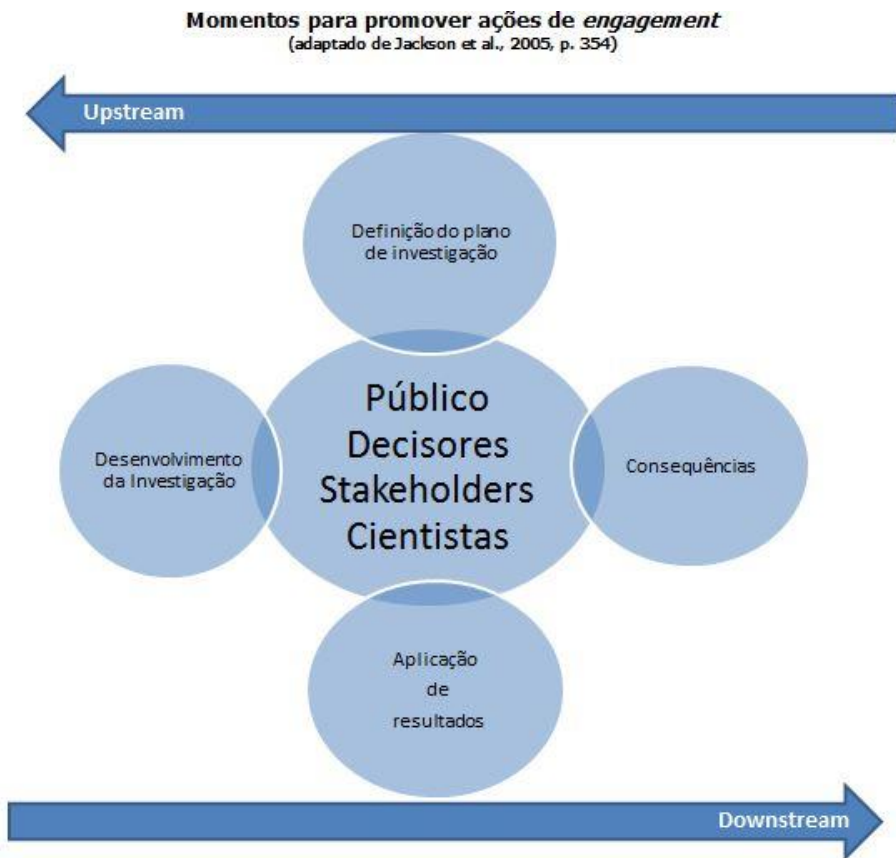 Momentos para promover ações de engagement
(adaptado de Jackson et al., 2005, p. 354)
Upstream
Definição do plano
de investigação
Desenvolvimento
da Investigação
Público
Decisores
Stakeholders
Cientistas
Consequências
Aplicação
de
resultados
Downstream